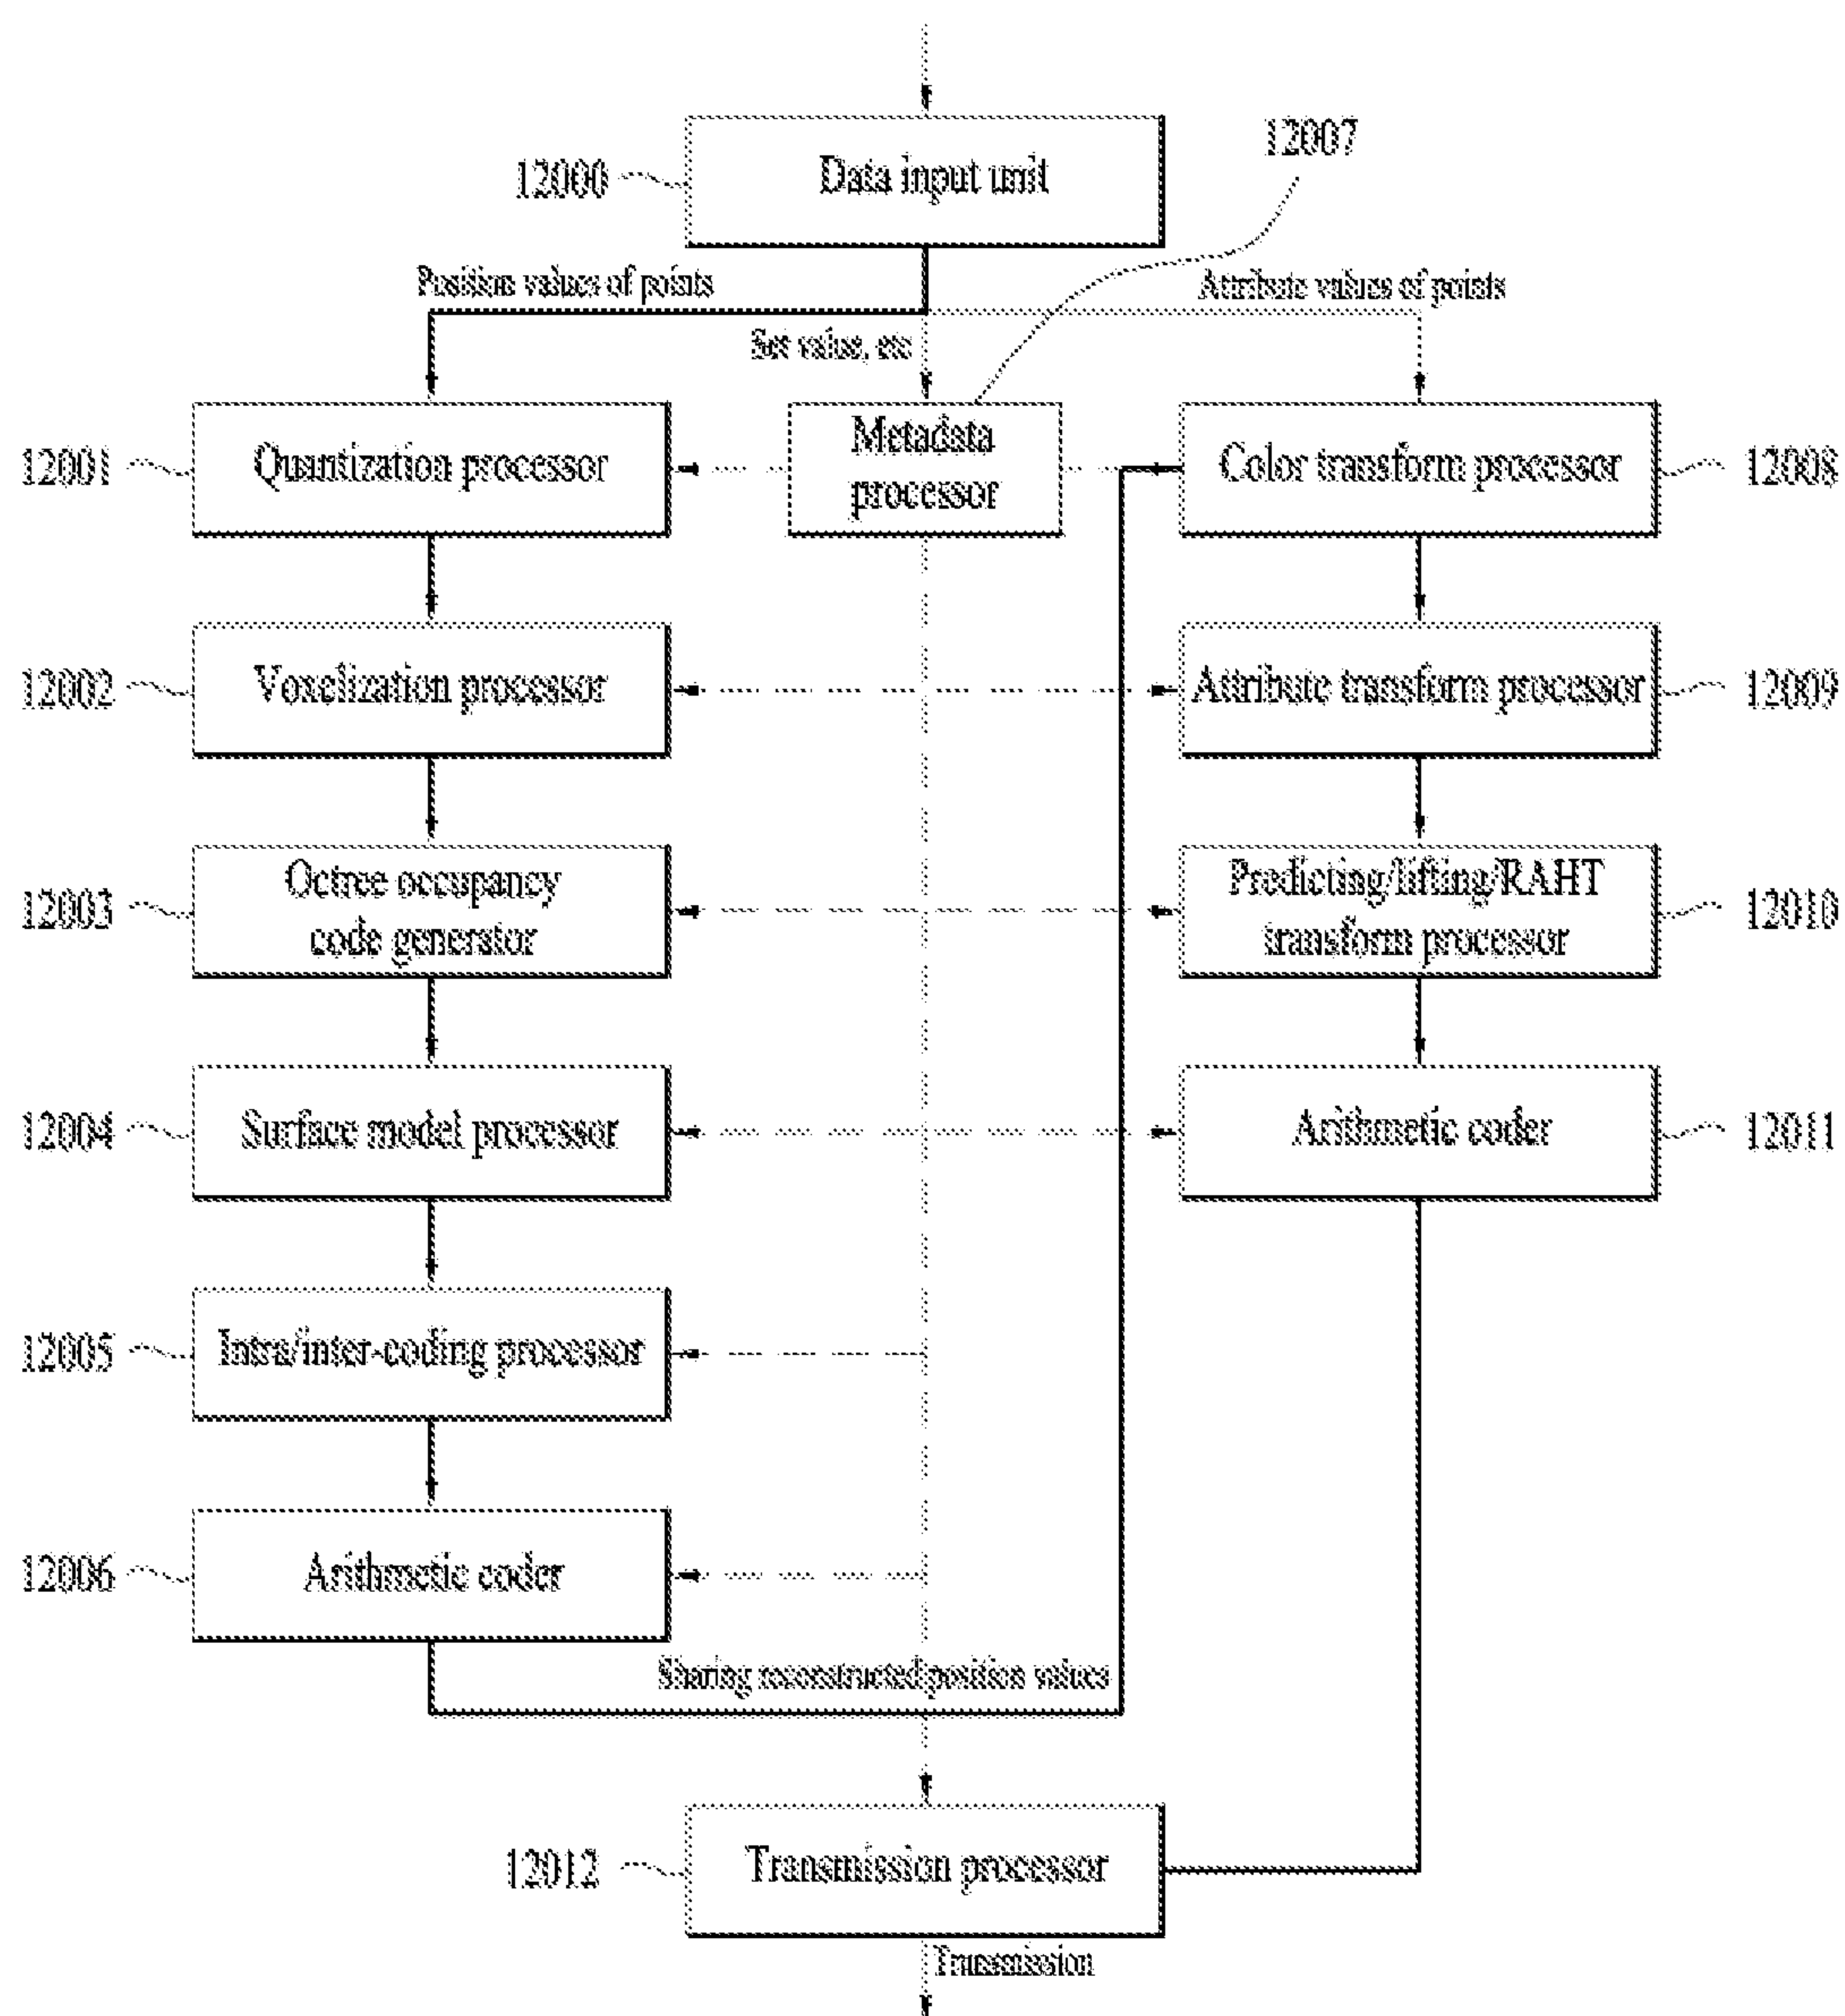 12000
Data input unit
12007
Position values of points
Set value, etc
Attribute values of points
12001
Quantization processor
Metadata
processor
Color transform processor
12008
12002
Voxelization processor
Attribute transform processor
12009
12003
Octree occupancy
code generator
Predicting/lifting/RAHT
transform processor
12010
12004
Surface model processor
Arithmetic coder
12011
12005
Intra/inter-coding processor
12006
Arithmetic coder
Sharing reconstructed position values
12012
Transmission processor
Transmission